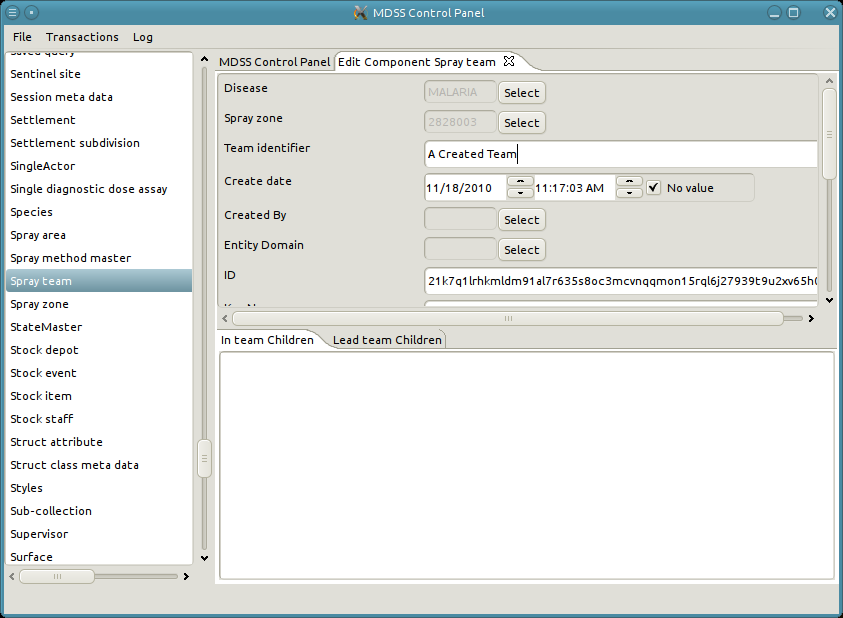 MDSS Control Panel
File Transactions Log
Saved query
Sentinel site
Session meta data
Settlement
Settlement subdivision
SingleActor
Single diagnostic dose assay
Species
Spray area
Spray method master
Spray team
Spray zone
StateMaster
Stock depot
Stock event
Stock item
Stock staff
Struct attribute
Struct class meta data
Styles
Sub-collection
Supervisor
Surface
MDSS Control Panel Edit Component Spray team
Disease MALARIA Select
Spray zone 2828003 Select
Team identifier A Created Team
Create date 11/18/2010 11:17:03 AM No value
Created By Select
Entity Domain Select
ID 21k7q1lrhkmldm91al7r635s8oc3mcvnqqmon15rql6j27939t9u2xv65h0
In team Children Lead team Children